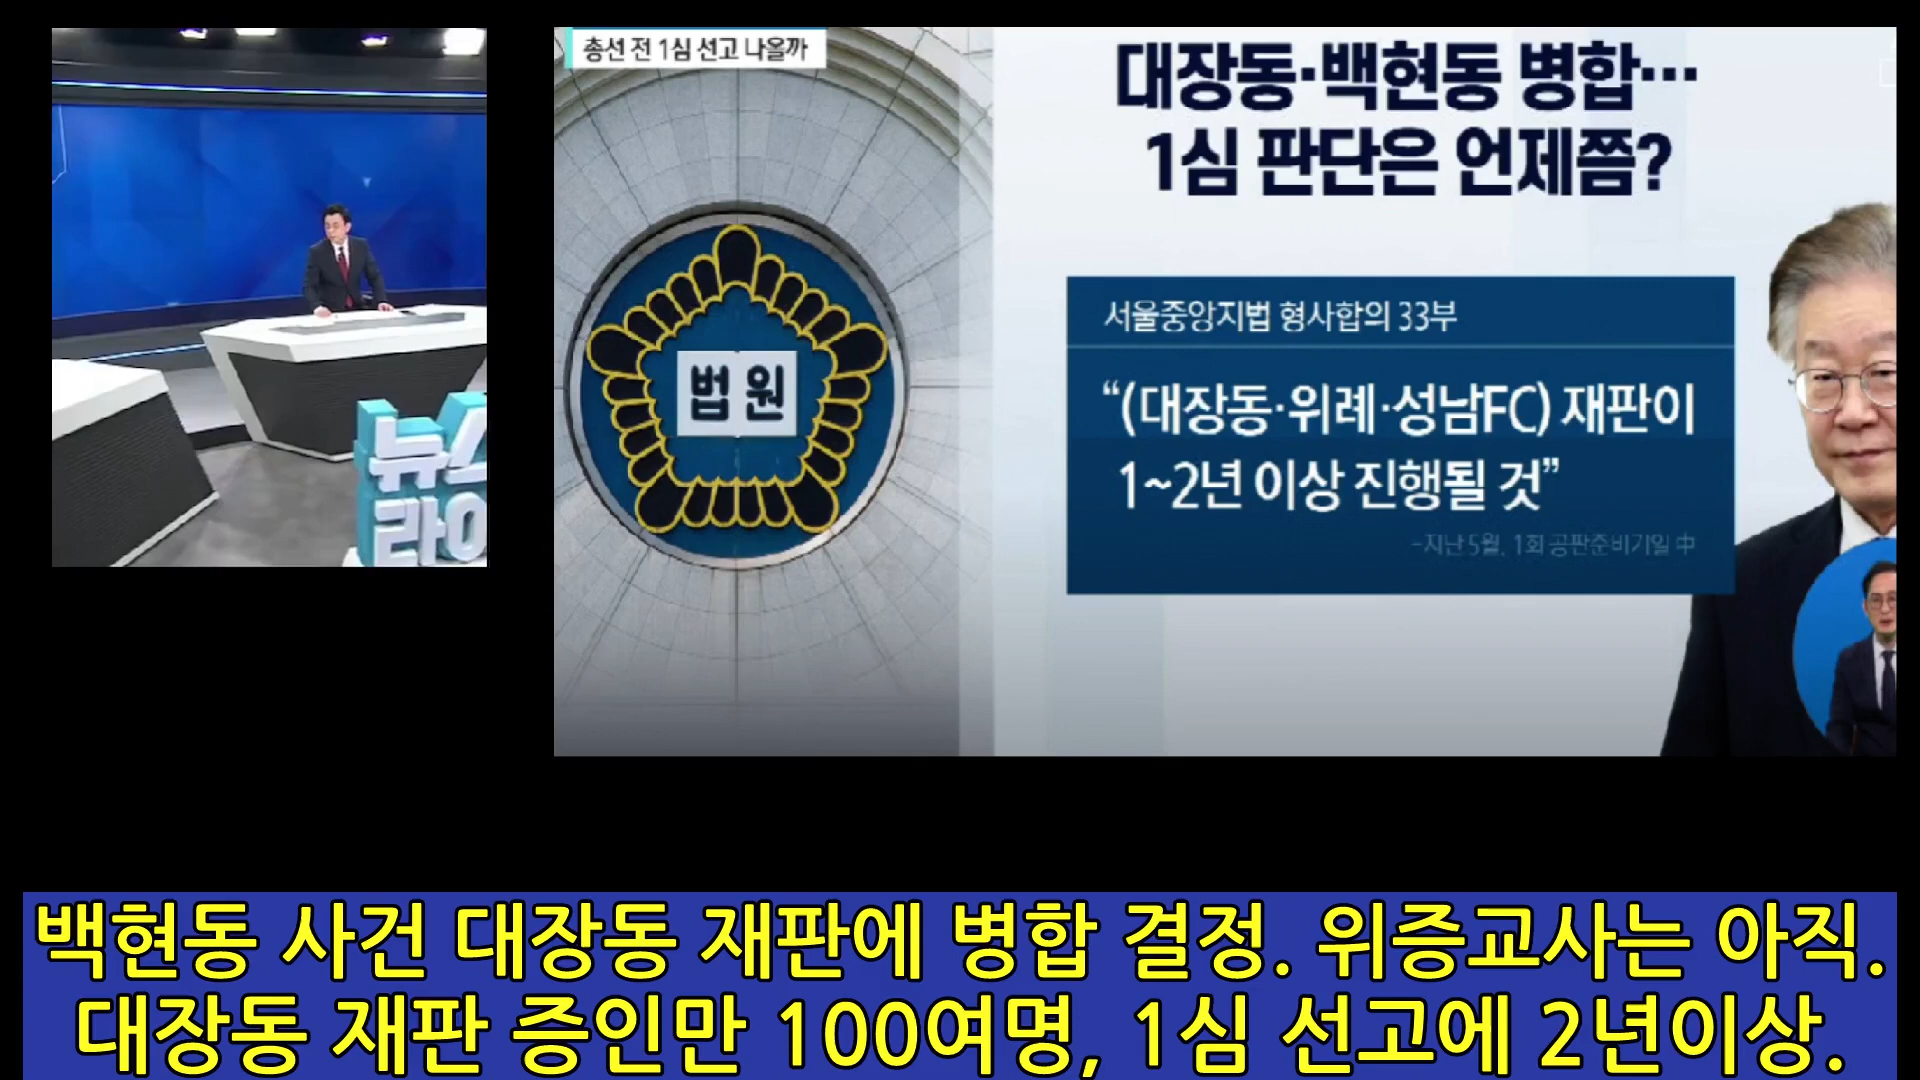 총선 전 1심 선고 나올까
대장동·백현동 병합…
1심 판단은 언제쯤?
서울중앙지법 형사합의 33부
“(대장동·위례·성남FC) 재판이
1~2년 이상 진행될 것”
-지난 5월, 1회 공판준비기일 中
법원
뉴스
라이
백현동 사건 대장동 재판에 병합 결정. 위증교사는 아직.
대장동 재판 증인만 100여명, 1심 선고에 2년이상.